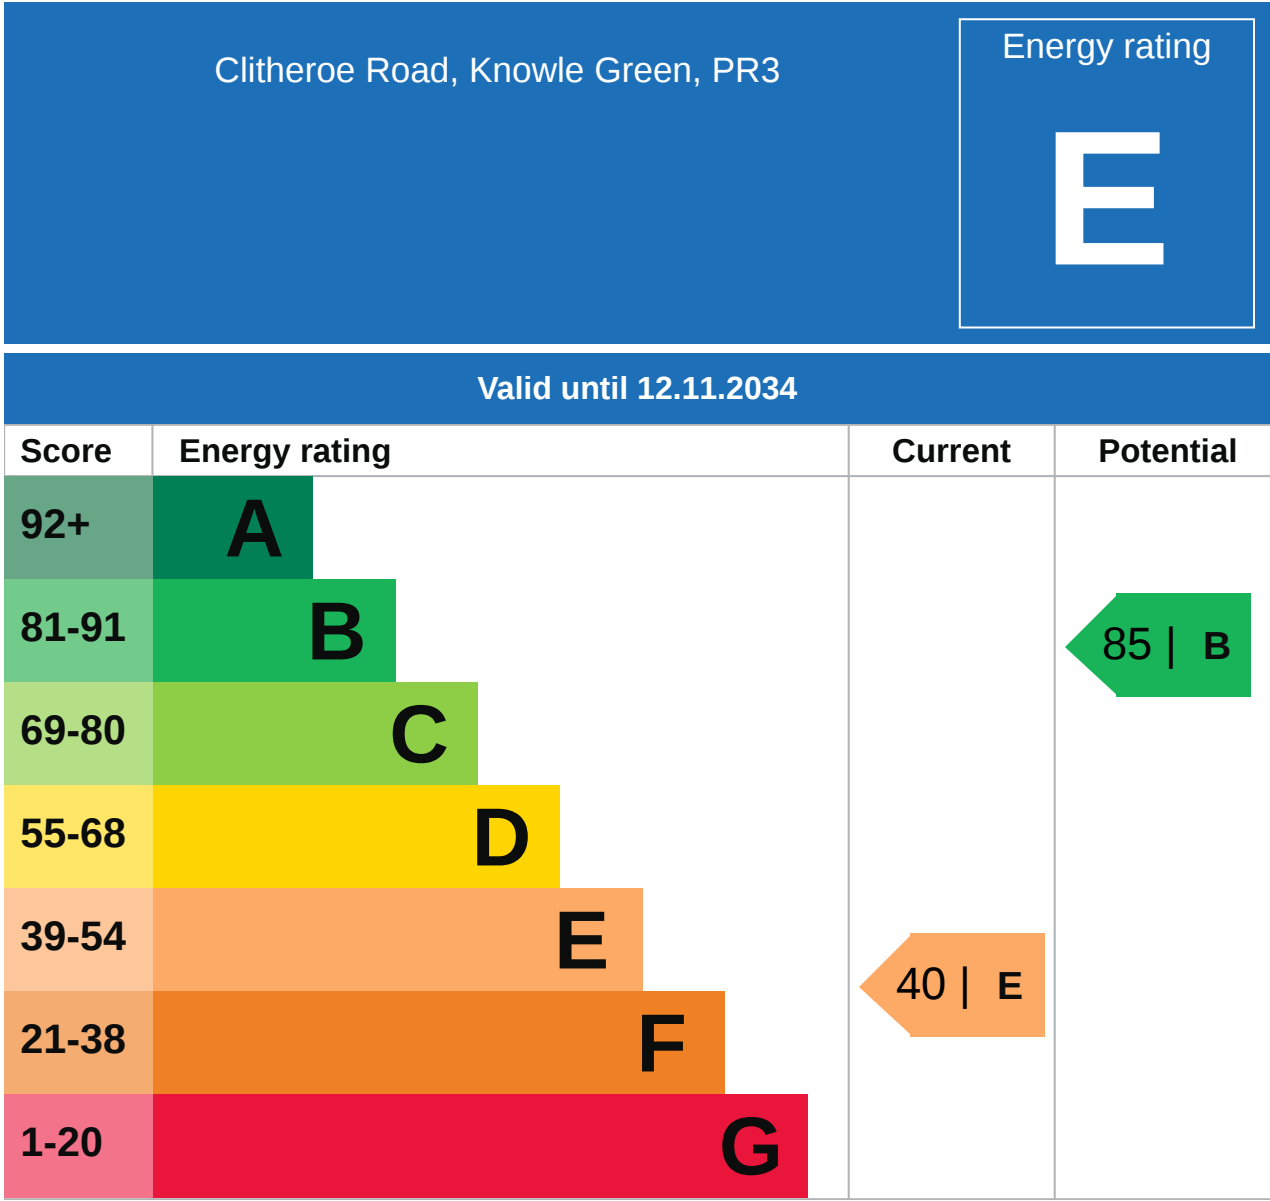 Clitheroe Road, Knowle Green, PR3
Energy rating
E
Valid until 12.11.2034
Score Energy rating Current Potential
92+ A
81-91 B
85 | B
69-80 C
55-68 D
39-54 E
40 | E
21-38 F
1-20 G